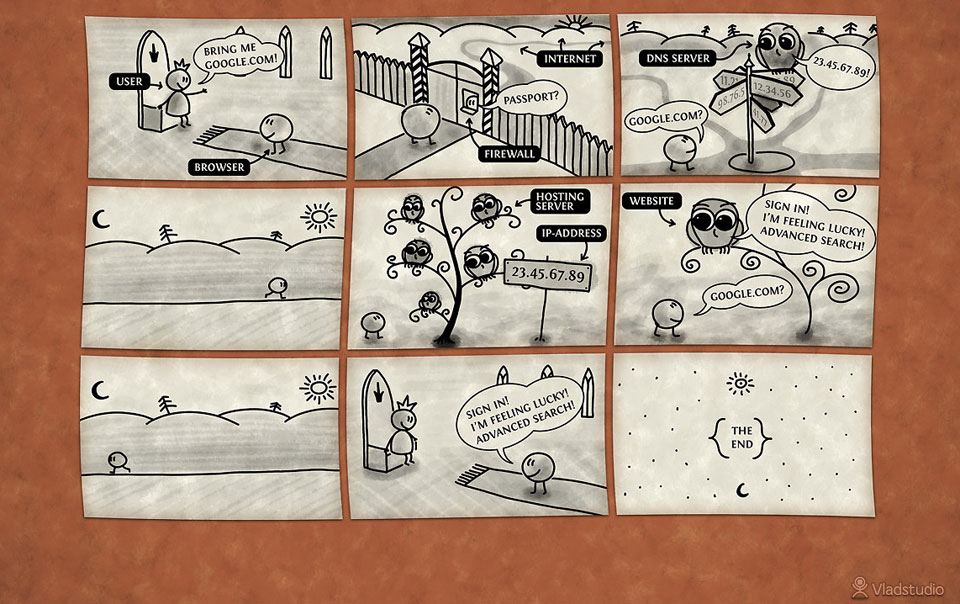 BRING ME
GOOGLE.COM!
USER
BROWSER
INTERNET
PASSPORT?
FIREWALL
DNS SERVER
23.45.67.89!
89
12.34.56
98.76.5
GOOGLE.COM?
HOSTING
SERVER
IP-ADDRESS
23.45.67.89
WEBSITE
SIGN IN!
I'M FEELING LUCKY!
ADVANCED SEARCH!
GOOGLE.COM?
SIGN IN!
I'M FEELING LUCKY!
ADVANCED SEARCH!
THE
END
Vladstudio